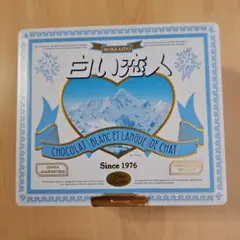 HOKKAIDO
白い恋人
CHOCOLAT BLANC ET LANGUE DE CHAT
Since 1976